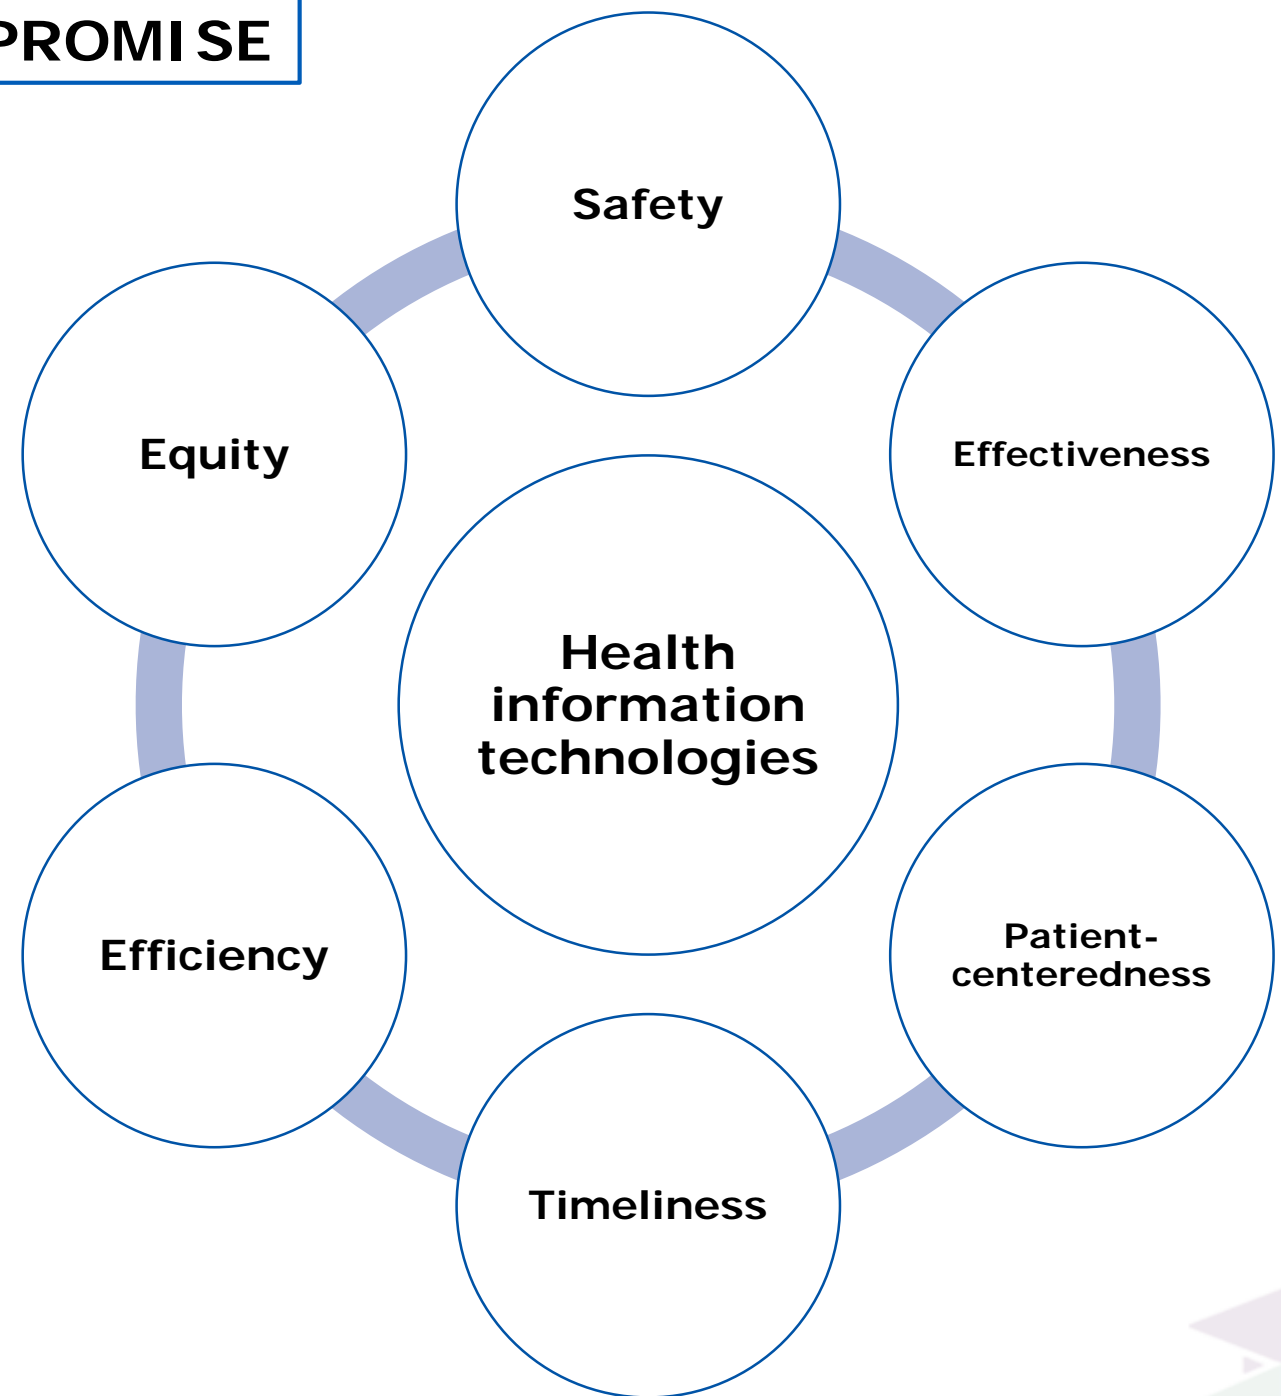 PROMISE
Safety
Equity
Effectiveness
Health
information
technologies
Efficiency
Patient-
centeredness
Timeliness